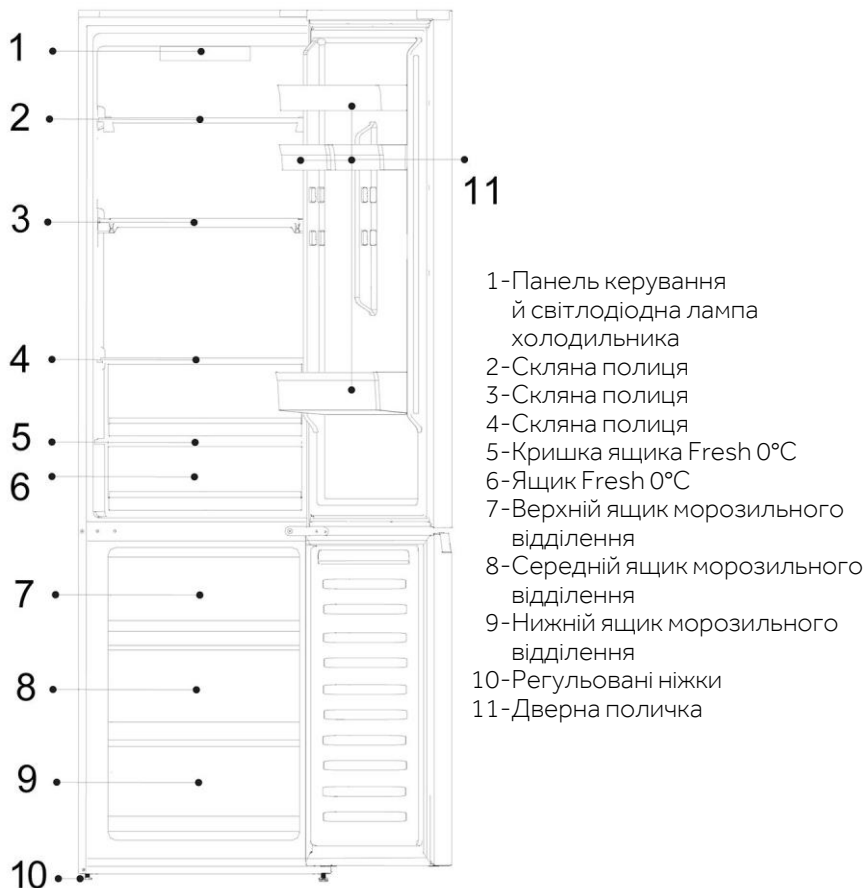 1
2
3
4
5
6
7
8
9
10
11
1-Панель керування
й світлодіодна лампа
холодильника
2-Скляна полиця
3-Скляна полиця
4-Скляна полиця
5-Кришка ящика Fresh 0°C
6-Ящик Fresh 0°C
7-Верхній ящик морозильного
відділення
8-Середній ящик морозильного
відділення
9-Нижній ящик морозильного
відділення
10-Регульовані ніжки
11-Дверна поличка